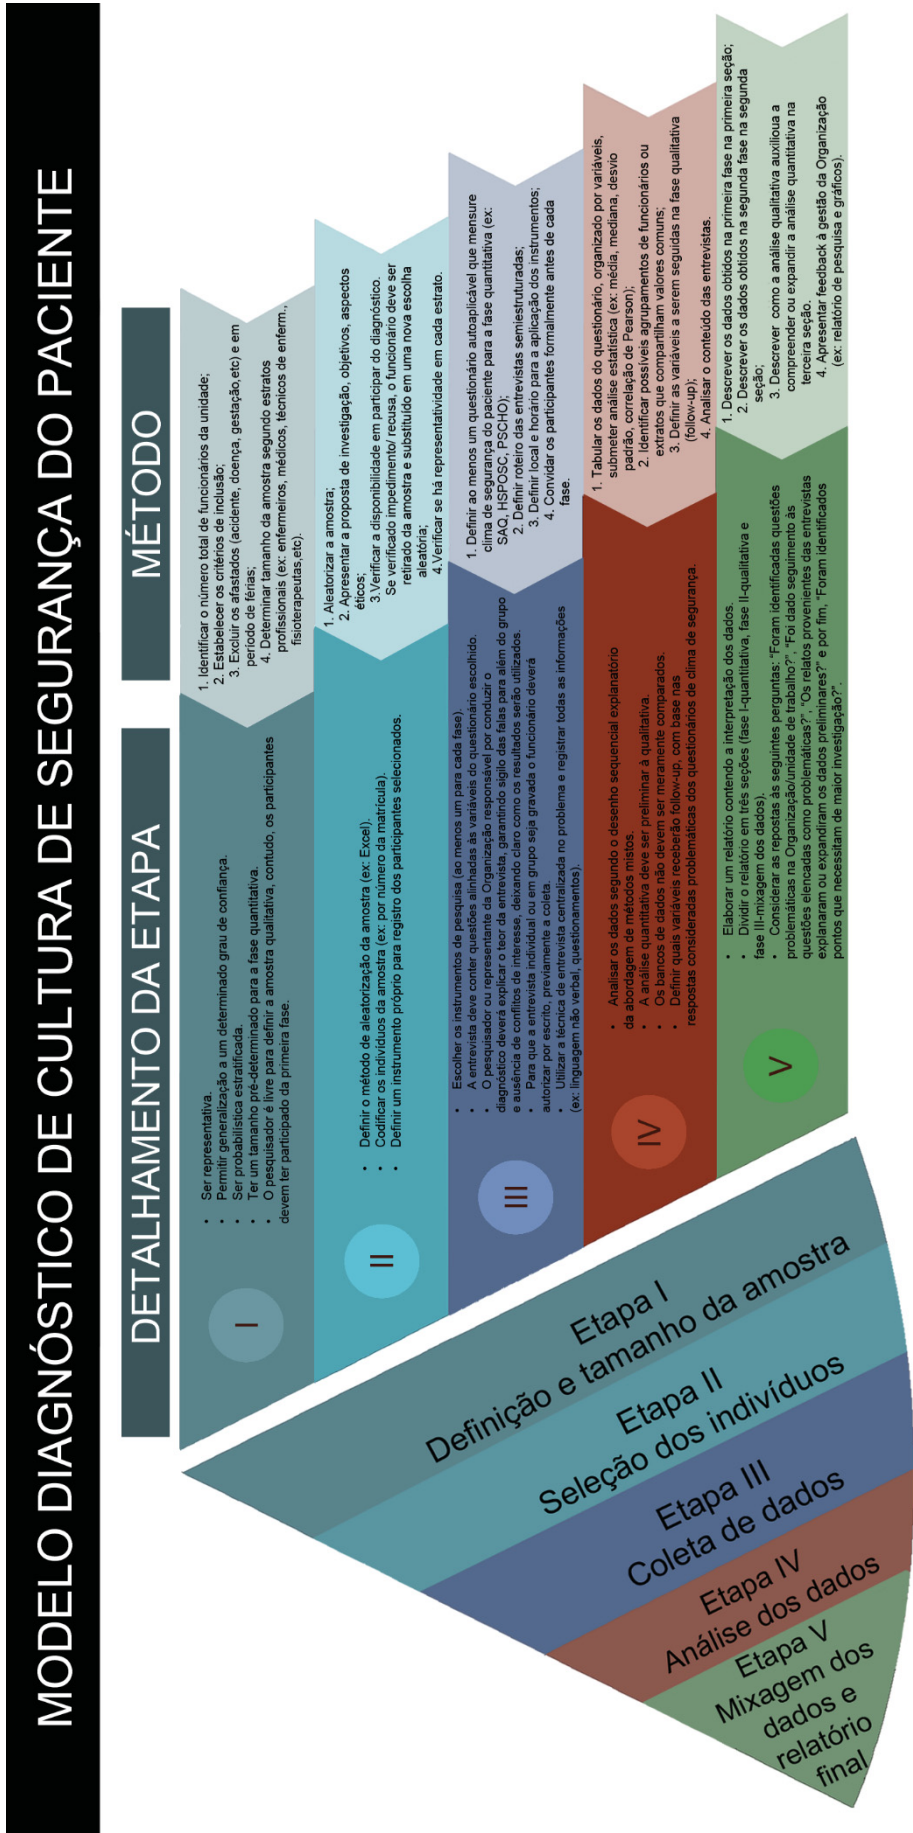 MODELO DIAGNÓSTICO DE CULTURA DE SEGURANÇA DO PACIENTE
DETALHAMENTO DA ETAPA
MÉTODO
Etapa I
Definição e tamanho da amostra
Etapa II
Seleção dos indivíduos
Etapa III
Coleta de dados
Etapa IV
Análise dos dados
Etapa V
Mixagem dos
dados e
relatório
final
I
• Ser representativa.
• Permitir generalização a um determinado grau de confiança.
• Ser probabilística estratificada.
• Ter um tamanho pré-determinado para a fase quantitativa.
• O pesquisador é livre para definir a amostra qualitativa, contudo, os participantes
devem ter participado da primeira fase.
1. Identificar o número total de funcionários da unidade;
2. Estabelecer os critérios de inclusão;
3. Excluir os afastados (acidente, doença, gestação,etc) e em
período de férias;
4. Determinar tamanho da amostra segundo estratos
profissionais (ex: enfermeiros, médicos, técnicos de enferm.,
fisioterapeutas,etc).
II
• Definir o método de aleatorização da amostra (ex: Excel).
• Codificar os indivíduos da amostra (ex: por número da matrícula).
• Definir um instrumento próprio para registro dos participantes selecionados.
1. Aleatorizar a amostra;
2. Apresentar a proposta de investigação, objetivos, aspectos
éticos;
3.Verificar a disponibilidade em participar do diagnóstico.
Se verificado impedimento/ recusa, o funcionário deve ser
retirado da amostra e substituído em uma nova escolha
aleatória;
4.Verificar se há representatividade em cada estrato.
III
• Escolher os instrumentos de pesquisa (ao menos um para cada fase).
• A entrevista deve conter questões alinhadas às variáveis do questionário escolhido.
• O pesquisador ou representante da Organização responsável por conduzir o
diagnóstico deverá explicar o teor da entrevista, garantindo sigilo das falas para além do grupo
e ausência de conflitos de interesse, deixando claro como os resultados serão utilizados.
• Para que a entrevista individual ou em grupo seja gravada o funcionário deverá
autorizar por escrito, previamente a coleta.
• Utilizar a técnica de entrevista centralizada no problema e registrar todas as informações
(ex: linguagem não verbal, questionamentos).
1. Definir ao menos um questionário autoaplicável que mensure
clima de segurança do paciente para a fase quantitativa (ex:
SAQ, HSPOSC, PSCHO);
2. Definir roteiro das entrevistas semiestruturadas;
3. Definir local e horário para a aplicação dos instrumentos;
4. Convidar os participantes formalmente antes de cada
fase.
IV
• Analisar os dados segundo o desenho sequencial explanatório
da abordagem de métodos mistos.
• A análise quantitativa deve ser preliminar à qualitativa.
• Os bancos de dados não devem ser meramente comparados.
• Definir quais variáveis receberão follow-up, com base nas
respostas consideradas problemáticas dos questionários de clima de segurança.
1. Tabular os dados do questionário, organizado por variáveis,
submeter análise estatística (ex: média, mediana, desvio
padrão, correlação de Pearson);
2. Identificar possíveis agrupamentos de funcionários ou
extratos que compartilham valores comuns;
3. Definir as variáveis a serem seguidas na fase qualitativa
(follow-up);
4. Analisar o conteúdo das entrevistas.
V
• Elaborar um relatório contendo a interpretação dos dados.
• Dividir o relatório em três seções (fase I-quantitativa, fase II-qualitativa e
fase III-mixagem dos dados).
• Considerar as repostas às seguintes perguntas: "Foram identificadas questões
problemáticas na Organização/unidade de trabalho?", "Foi dado seguimento às
questões elencadas como problemáticas?", "Os relatos provenientes das entrevistas
explanaram ou expandiram os dados preliminares?" e por fim, "Foram identificados
pontos que necessitam de maior investigação?".
1. Descrever os dados obtidos na primeira fase na primeira seção;
2. Descrever os dados obtidos na segunda fase na segunda
seção;
3. Descrever como a análise qualitativa auxilioua a
compreender ou expandir a análise quantitativa na
terceira seção.
4. Apresentar feedback à gestão da Organização
(ex: relatório de pesquisa e gráficos).